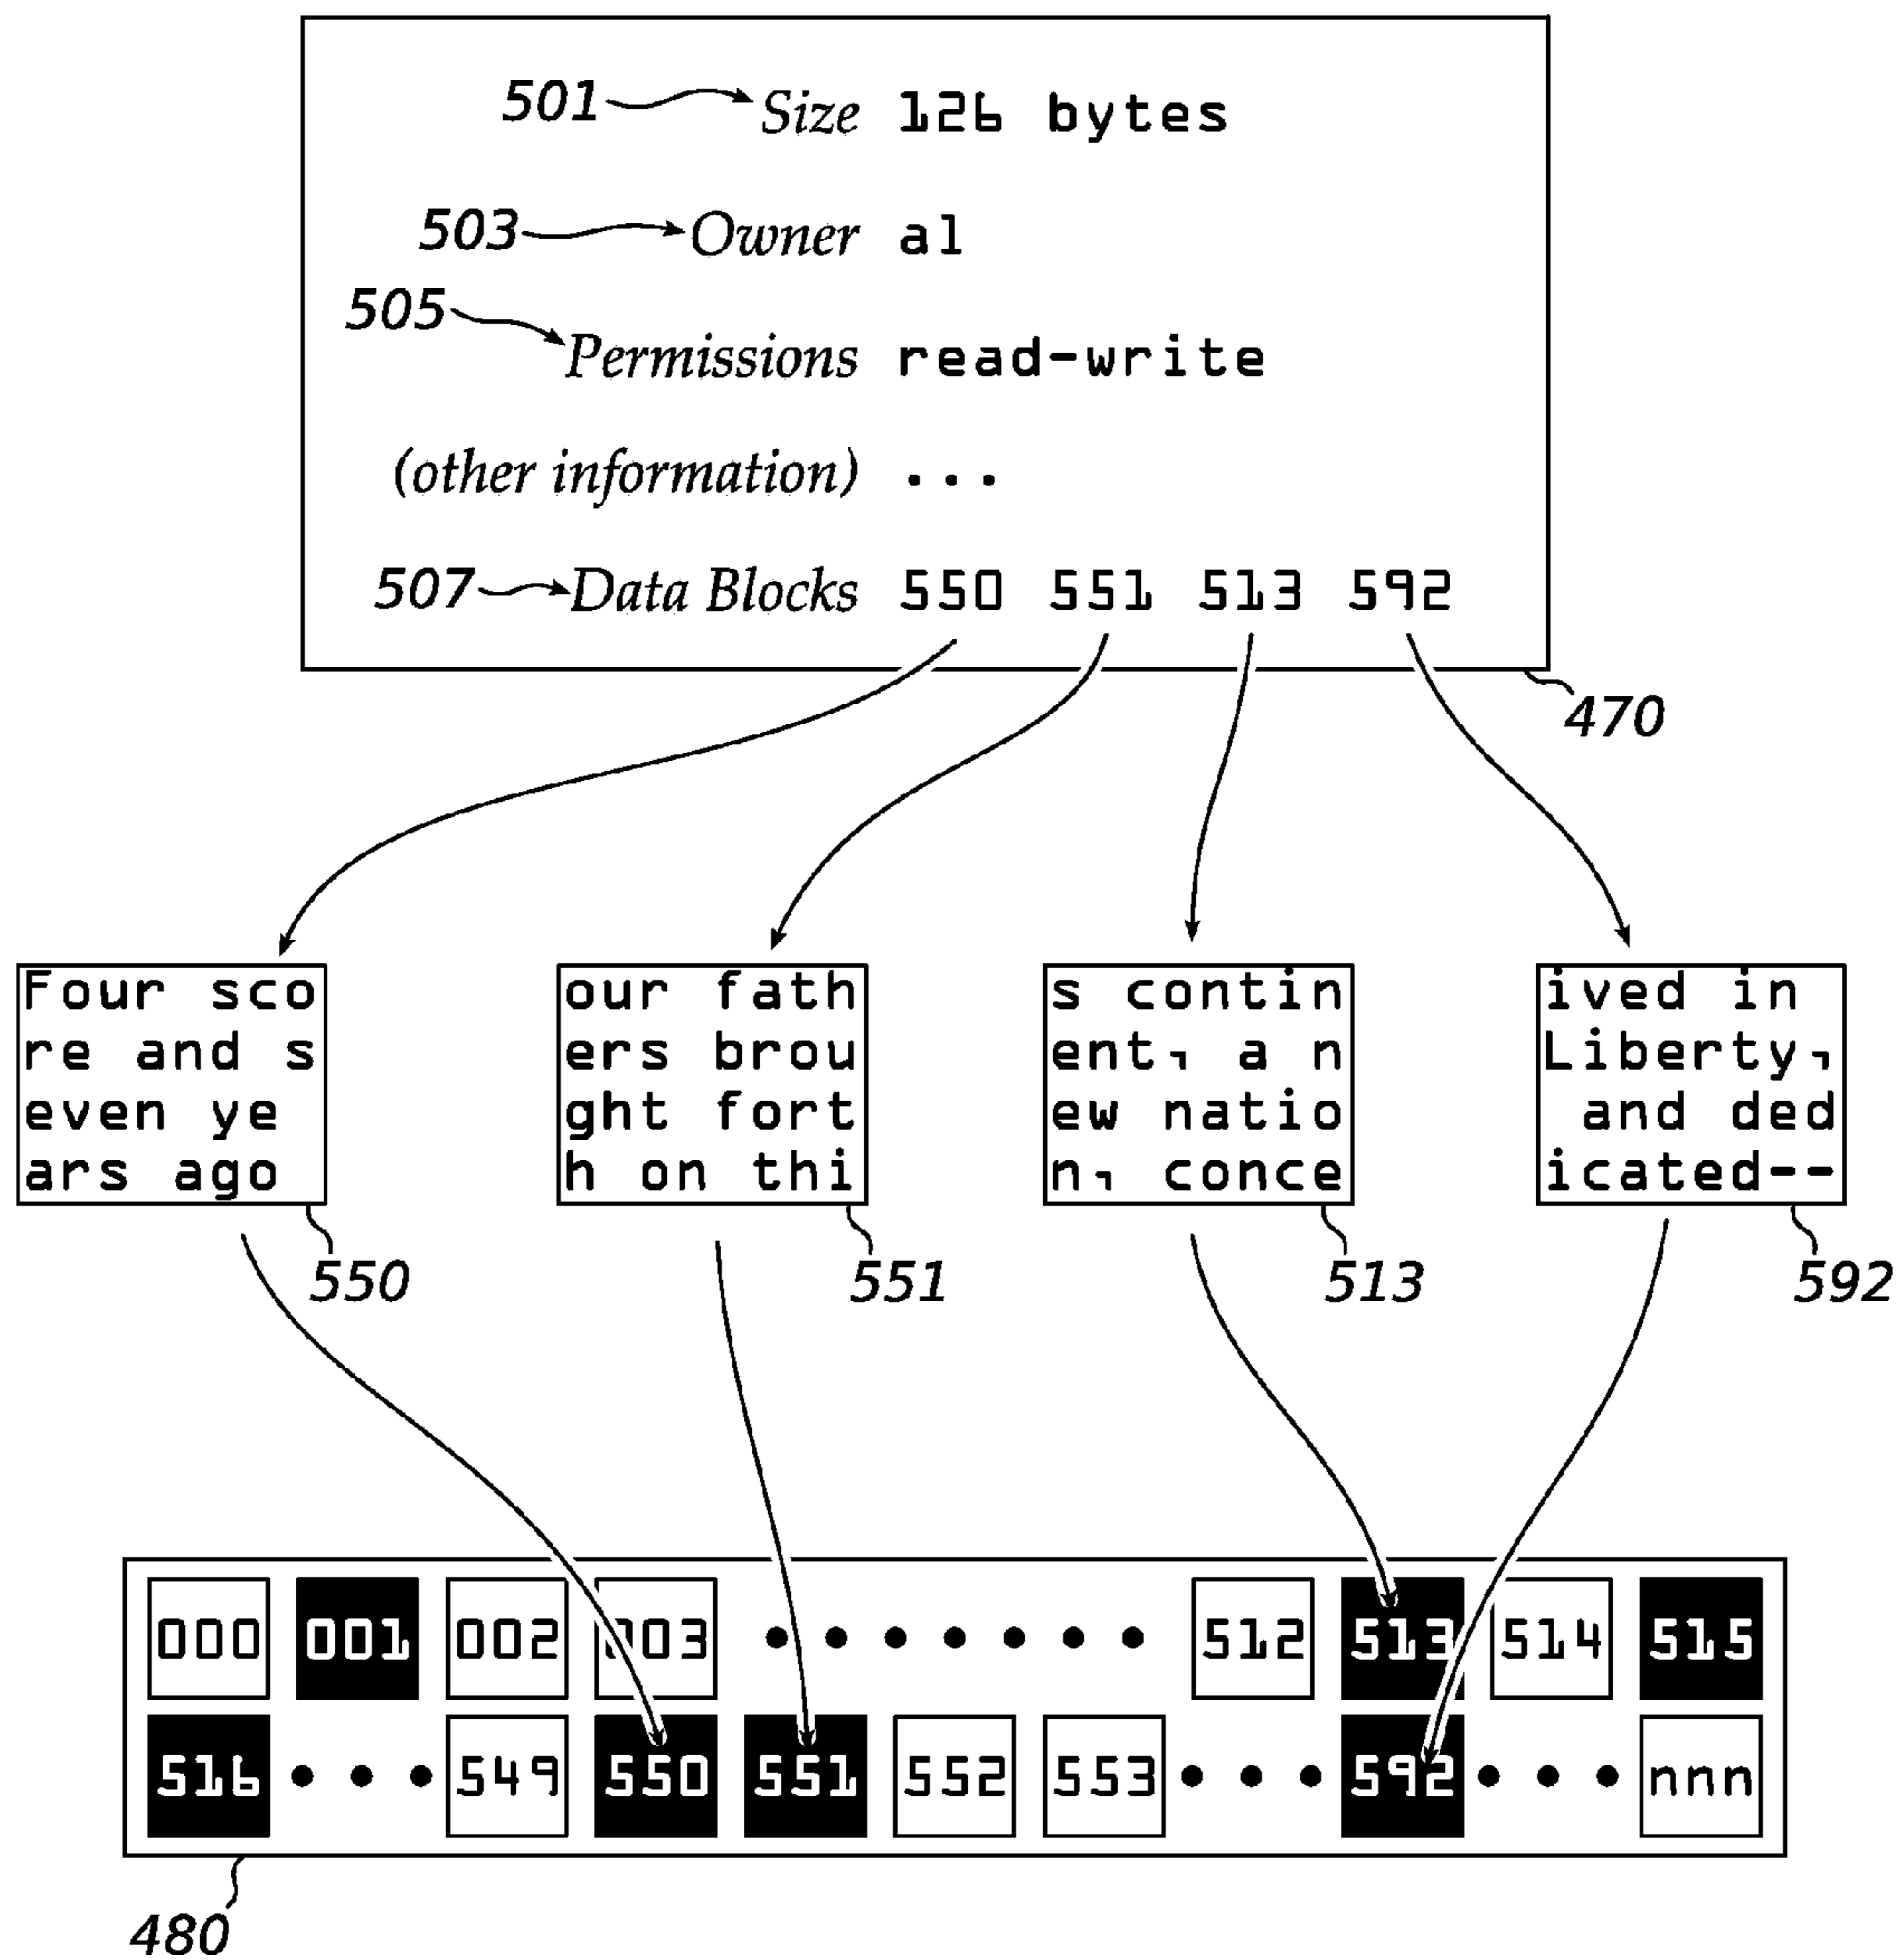 501 Size 126 bytes
503 Owner al
505 Permissions read-write
(other information) ...
507 Data Blocks 550 551 513 592
470
Four sco
re and s
even ye
ars ago
550
our fath
ers brou
ght fort
h on thi
551
s contin
ent, a n
ew natio
n, conce
513
ived in
Liberty,
and ded
icated--
592
000 001 002 003 ....... 512 513 514 515
516 ... 549 550 551 552 553 ... 592 ... nnn
480